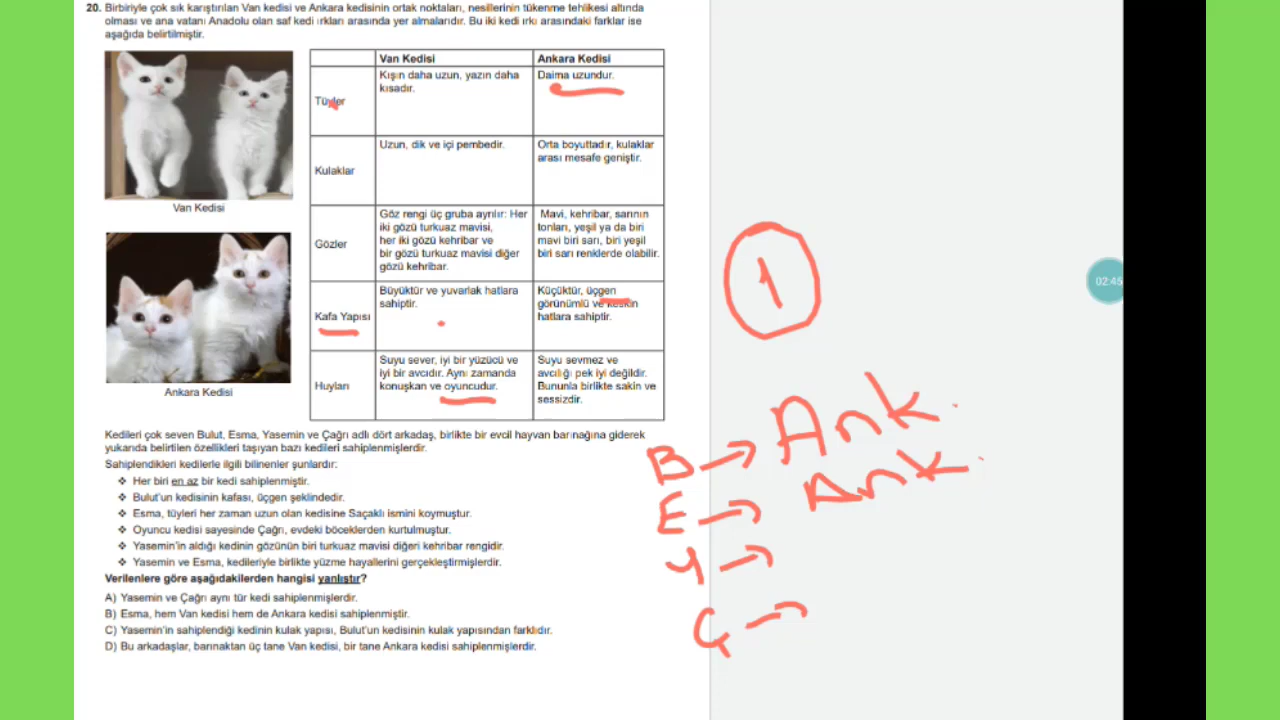 20. Birbiriyle çok sık karıştırılan Van kedisi ve Ankara kedisinin ortak noktaları, nesillerinin tükenme tehlikesi altında
olması ve ana vatanı Anadolu olan saf kedi ırkları arasında yer almalarıdır. Bu iki kedi ırkı arasındaki farklar ise
aşağıda belirtilmiştir.
Van Kedisi
Ankara Kedisi
Van Kedisi Ankara Kedisi
Tüyler
Kışın daha uzun, yazın daha
kısadır.
Daima uzundur.
Kulaklar
Uzun, dik ve içi pembedir.
Orta boyuttadır, kulaklar
arası mesafe geniştir.
Gözler
Göz rengi üç gruba ayrılır: Her
iki gözü turkuaz mavisi,
her iki gözü kehribar ve
bir gözü turkuaz mavisi diğer
gözü kehribar.
Mavi, kehribar, sarının
tonları, yeşil ya da biri
mavi biri sarı, biri yeşil
biri sarı renklerde olabilir.
Kafa Yapısı
Büyüktür ve yuvarlak hatlara
sahiptir.
Küçüktür, üçgen
görünümlü ve keskin
hatlara sahiptir.
Huyları
Suyu sever, iyi bir yüzücü ve
iyi bir avcıdır. Aynı zamanda
konuşkan ve oyuncudur.
Suyu sevmez ve
avcılığı pek iyi değildir.
Bununla birlikte sakin ve
sessizdir.
Kedileri çok seven Bulut, Esma, Yasemin ve Çağrı adlı dört arkadaş, birlikte bir evcil hayvan barınağına giderek
yukarıda belirtilen özellikleri taşıyan bazı kedileri sahiplenmişlerdir.
Sahiplendikleri kedilerle ilgili bilinenler şunlardır:
❖ Her biri en az bir kedi sahiplenmiştir.
❖ Bulut'un kedisinin kafası, üçgen şeklindedir.
❖ Esma, tüyleri her zaman uzun olan kedisine Saçaklı ismini koymuştur.
❖ Oyuncu kedisi sayesinde Çağrı, evdeki böceklerden kurtulmuştur.
❖ Yasemin'in aldığı kedinin gözünün biri turkuaz mavisi diğeri kehribar rengidir.
❖ Yasemin ve Esma, kedileriyle birlikte yüzme hayallerini gerçekleştirmişlerdir.
Verilenlere göre aşağıdakilerden hangisi yanlıştır?
A) Yasemin ve Çağrı aynı tür kedi sahiplenmişlerdir.
B) Esma, hem Van kedisi hem de Ankara kedisi sahiplenmiştir.
C) Yasemin'in sahiplendiği kedinin kulak yapısı, Bulut'un kedisinin kulak yapısından farklıdır.
D) Bu arkadaşlar, barınaktan üç tane Van kedisi, bir tane Ankara kedisi sahiplenmişlerdir.
1
B → Ank.
E → Ank.
Y →
Ç →
02:45